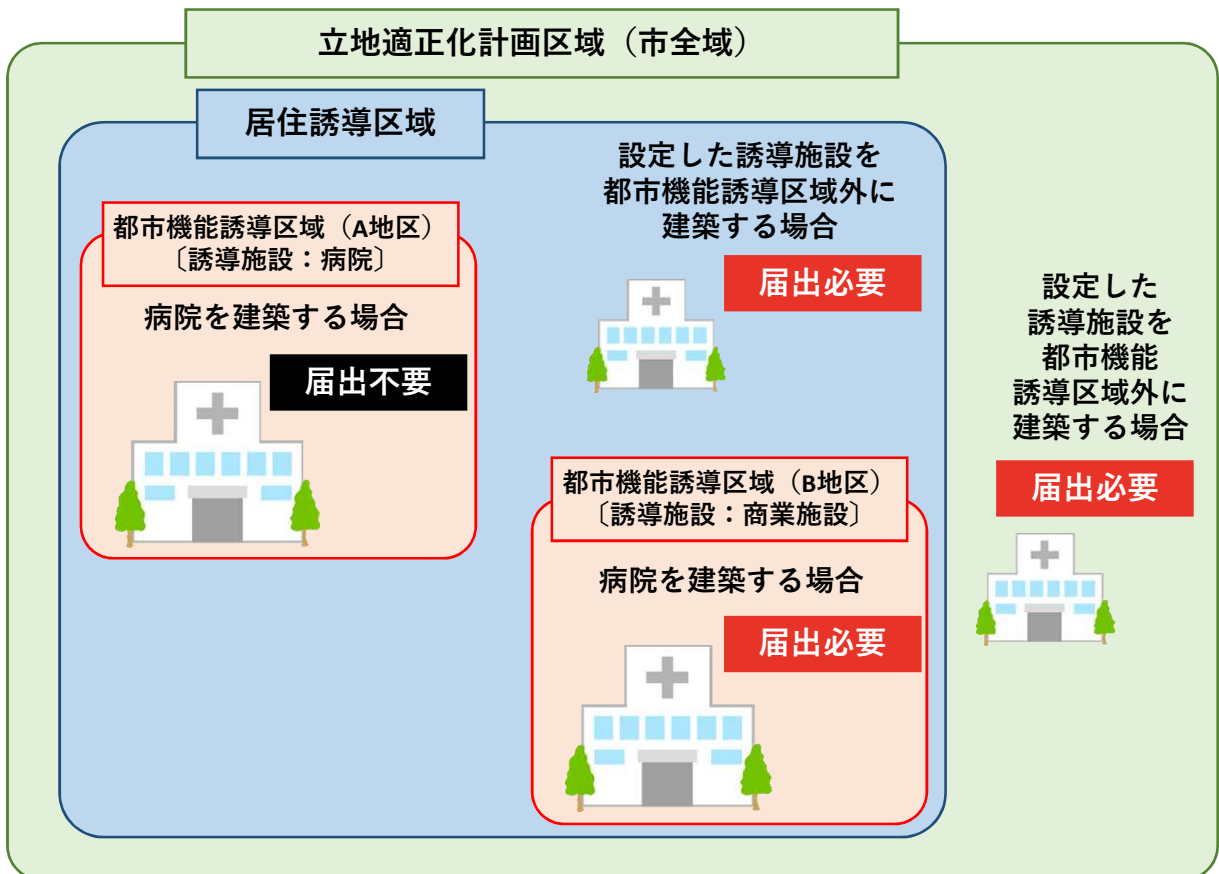 立地適正化計画区域（市全域）
居住誘導区域
都市機能誘導区域（A地区）
〔誘導施設：病院〕
病院を建築する場合
届出不要
設定した誘導施設を
都市機能誘導区域外に
建築する場合
届出必要
都市機能誘導区域（B地区）
〔誘導施設：商業施設〕
病院を建築する場合
届出必要
設定した
誘導施設を
都市機能
誘導区域外に
建築する場合
届出必要